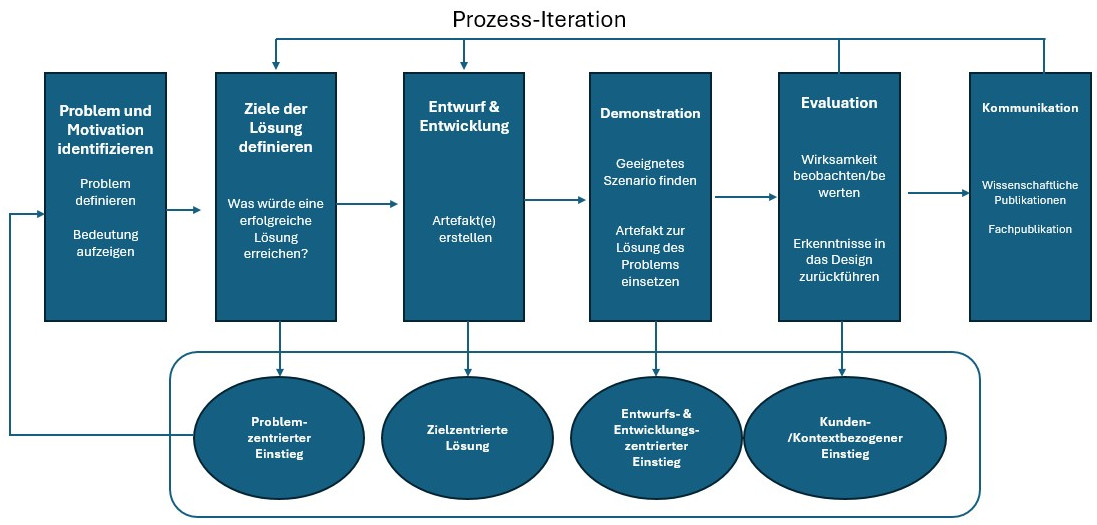 Prozess-Iteration
Problem und
Motivation
identifizieren
Problem
definieren
Bedeutung
aufzeigen
Ziele der
Lösung
definieren
Was würde eine
erfolgreiche
Lösung
erreichen?
Entwurf &
Entwicklung
Artefakt(e)
erstellen
Demonstration
Geeignetes
Szenario finden
Artefakt zur
Lösung des
Problems
einsetzen
Evaluation
Wirksamkeit
beobachten/be
werten
Erkenntnisse in
das Design
zurückführen
Kommunikation
Wissenschaftliche
Publikationen
Fachpublikation
Problem-
zentrierter
Einstieg
Zielzentrierte
Lösung
Entwurfs- &
Entwicklungs-
zentrierter
Einstieg
Kunden-
/Kontextbezogener
Einstieg